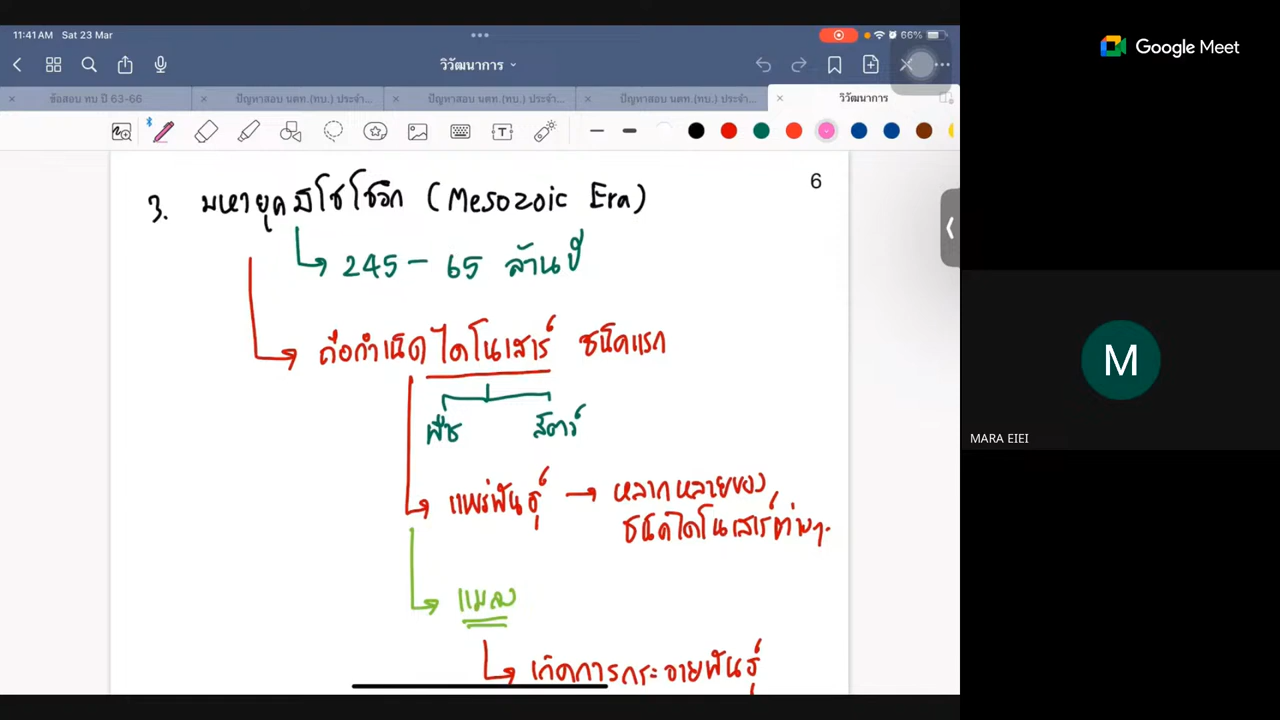 11:41 AM Sat 23 Mar
66%
Google Meet
วิวัฒนาการ
ข้อสอบ ทบ ปี 63-66
ปัญหาสอบ นดท.(ทบ.) ประจำ...
ปัญหาสอบ นดท.(ทบ.) ประจำ...
ปัญหาสอบ นดท.(ทบ.) ประจำ...
วิวัฒนาการ
6
3. มหายุคมีโซโซอิก (Mesozoic Era)
245 – 65 ล้านปี
ถือกำเนิดไดโนเสาร์ ชนิดแรก
พืช สัตว์
แพร่พันธุ์ → หลากหลายของ
ชนิดไดโนเสาร์ต่างๆ
แมลง
เกิดการกระจายพันธุ์
M
MARA EIEI